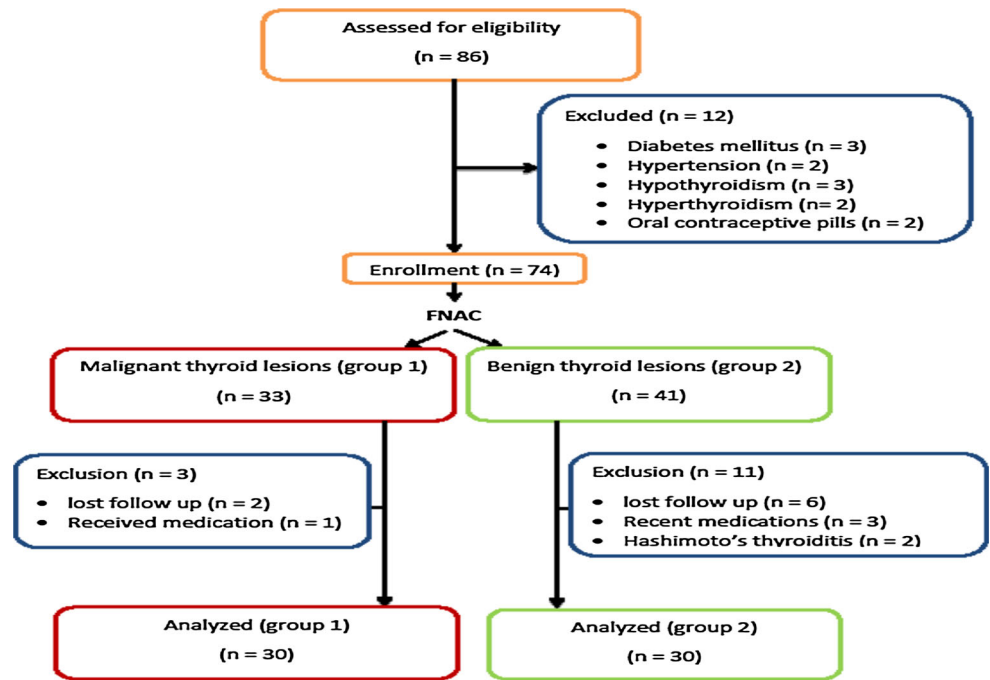 Assessed for eligibility
(n = 86)
Excluded (n = 12)
• Diabetes mellitus (n = 3)
• Hypertension (n = 2)
• Hypothyroidism (n = 3)
• Hyperthyroidism (n= 2)
• Oral contraceptive pills (n = 2)
Enrollment (n = 74)
FNAC
Malignant thyroid lesions (group 1)
(n = 33)
Benign thyroid lesions (group 2)
(n = 41)
Exclusion (n = 3)
• lost follow up (n = 2)
• Received medication (n = 1)
Exclusion (n = 11)
• lost follow up (n = 6)
• Recent medications (n = 3)
• Hashimoto's thyroiditis (n = 2)
Analyzed (group 1)
(n = 30)
Analyzed (group 2)
(n = 30)